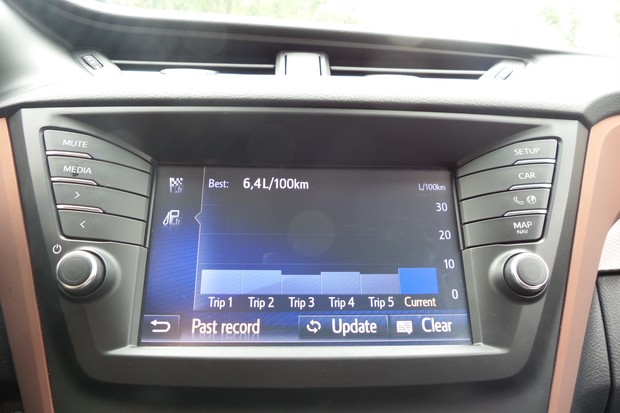 MUTE
MEDIA
>
<
Best: 6,4L/100km
L/100km
30
20
10
0
Trip 1 Trip 2 Trip 3 Trip 4 Trip 5 Current
Past record Update Clear
SETUP
CAR
MAP
NAV